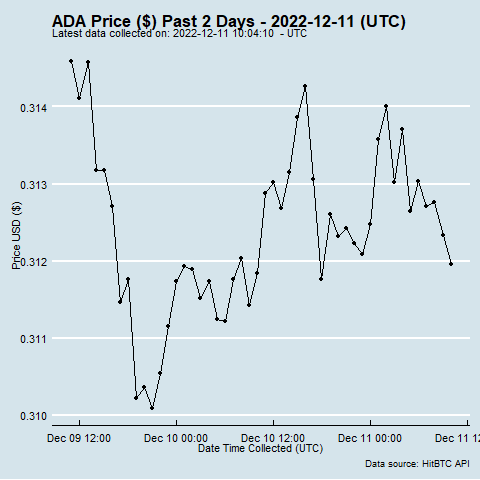 ADA Price ($) Past 2 Days - 2022-12-11 (UTC)
Latest data collected on: 2022-12-11 10:04:10 - UTC
Price USD ($)
0.314
0.313
0.312
0.311
0.310
Dec 09 12:00
Dec 10 00:00
Dec 10 12:00
Dec 11 00:00
Dec 11 12
Date Time Collected (UTC)
Data source: HitBTC API